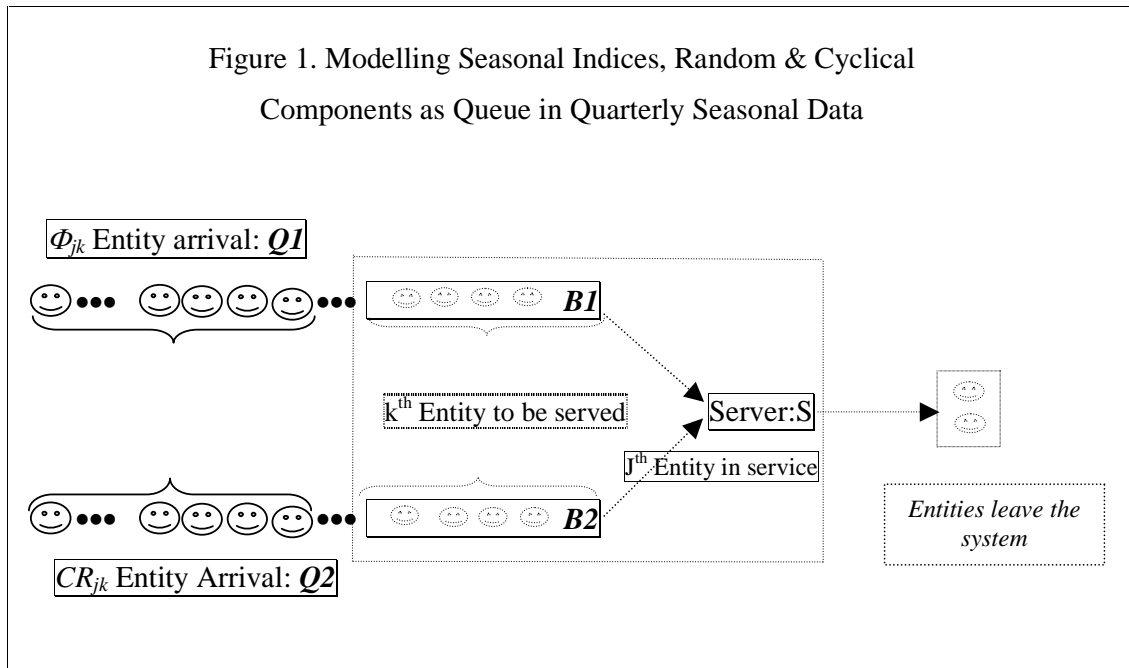 Figure 1. Modelling Seasonal Indices, Random & Cyclical
Components as Queue in Quarterly Seasonal Data
Φjk Entity arrival: Q1
B1
kth Entity to be served
Server:S
Jth Entity in service
B2
Entities leave the
system
CRjk Entity Arrival: Q2